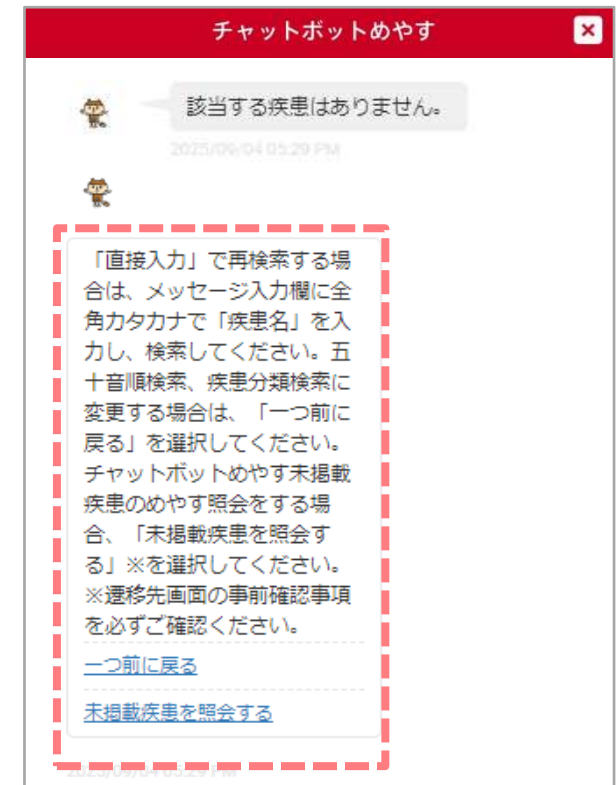 チャットボットめやす
該当する疾患はありません。
2025/09/04 05:29 PM
「直接入力」で再検索する場
合は、メッセージ入力欄に全
角カタカナで「疾患名」を入
力し、検索してください。五
十音順検索、疾患分類検索に
変更する場合は、「一つ前に
戻る」を選択してください。
チャットボットめやす未掲載
疾患のめやす照会をする場
合、「未掲載疾患を照会す
る」※を選択してください。
※遷移先画面の事前確認事項
を必ずご確認ください。
一つ前に戻る
未掲載疾患を照会する
2025/09/04 05:29 PM